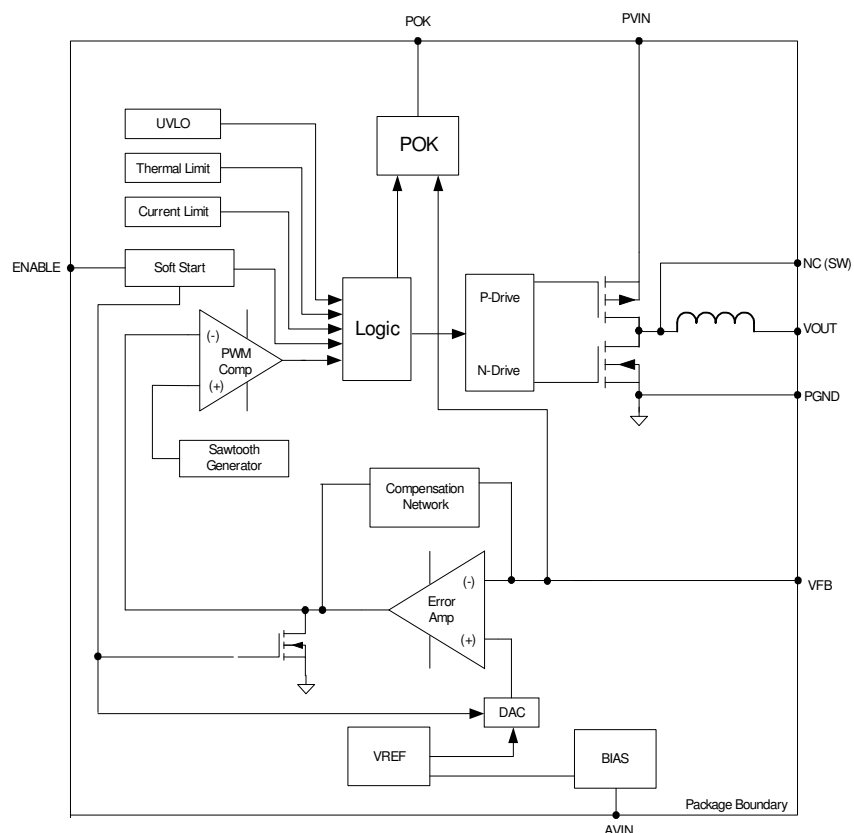 POK
PVIN
UVLO
POK
Thermal Limit
Current Limit
ENABLE
Soft Start
NC (SW)
P-Drive
Logic
VOUT
(-)
PWM
Comp
(+)
N-Drive
PGND
Sawtooth
Generator
Compensation
Network
(-)
Error
Amp
(+)
VFB
DAC
VREF
BIAS
Package Boundary
AVIN